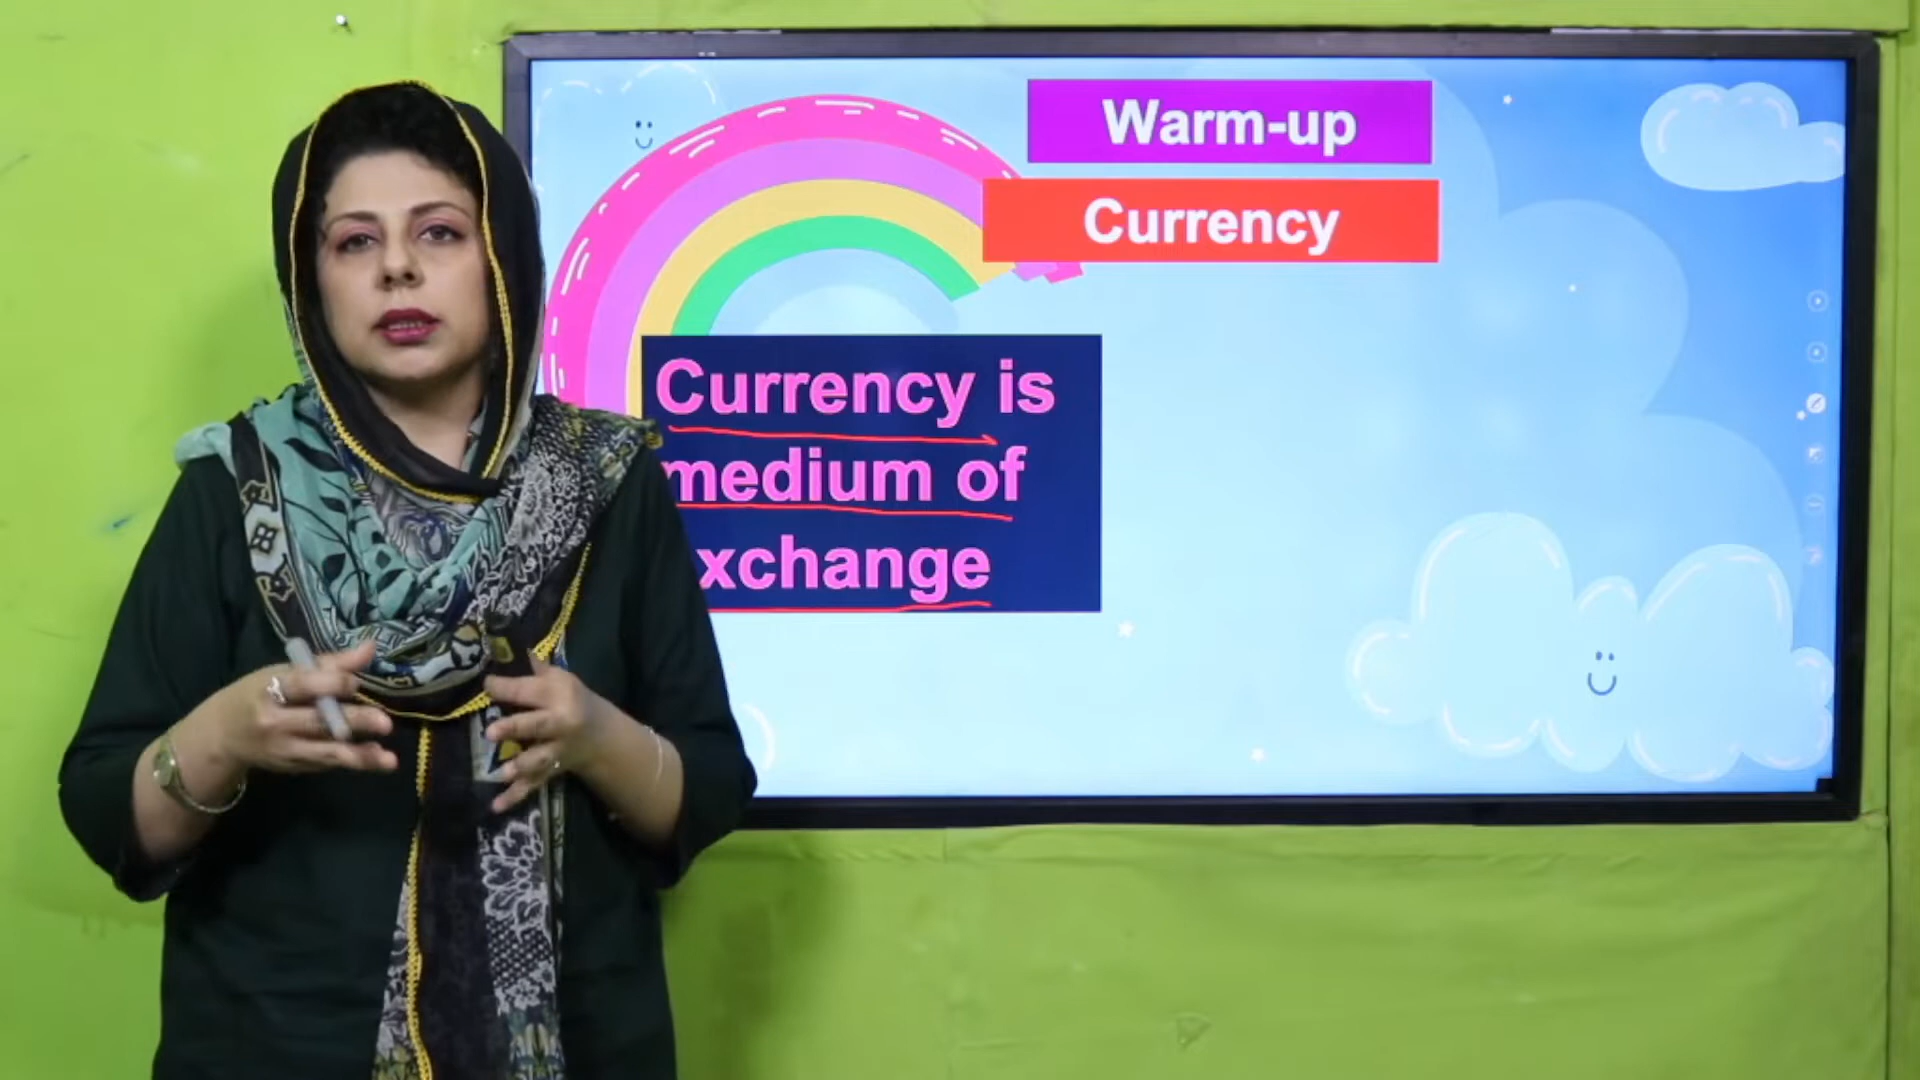 Warm-up
Currency
Currency is
medium of
xchange